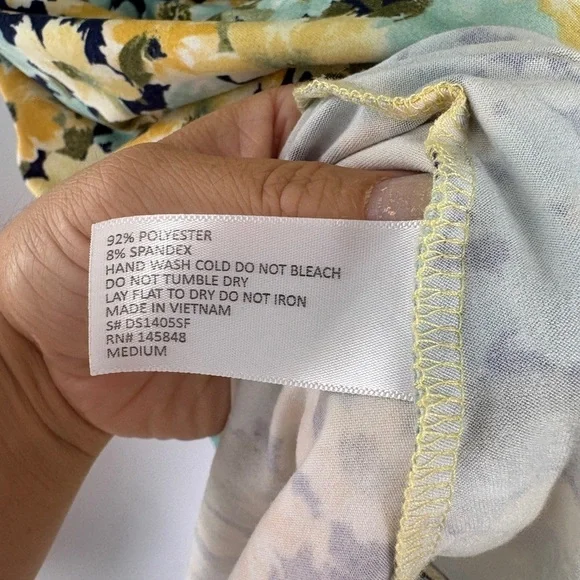 92% POLYESTER
8% SPANDEX
HAND WASH COLD DO NOT BLEACH
DO NOT TUMBLE DRY
LAY FLAT TO DRY DO NOT IRON
MADE IN VIETNAM
S# DS1405SF
RN# 145848
MEDIUM